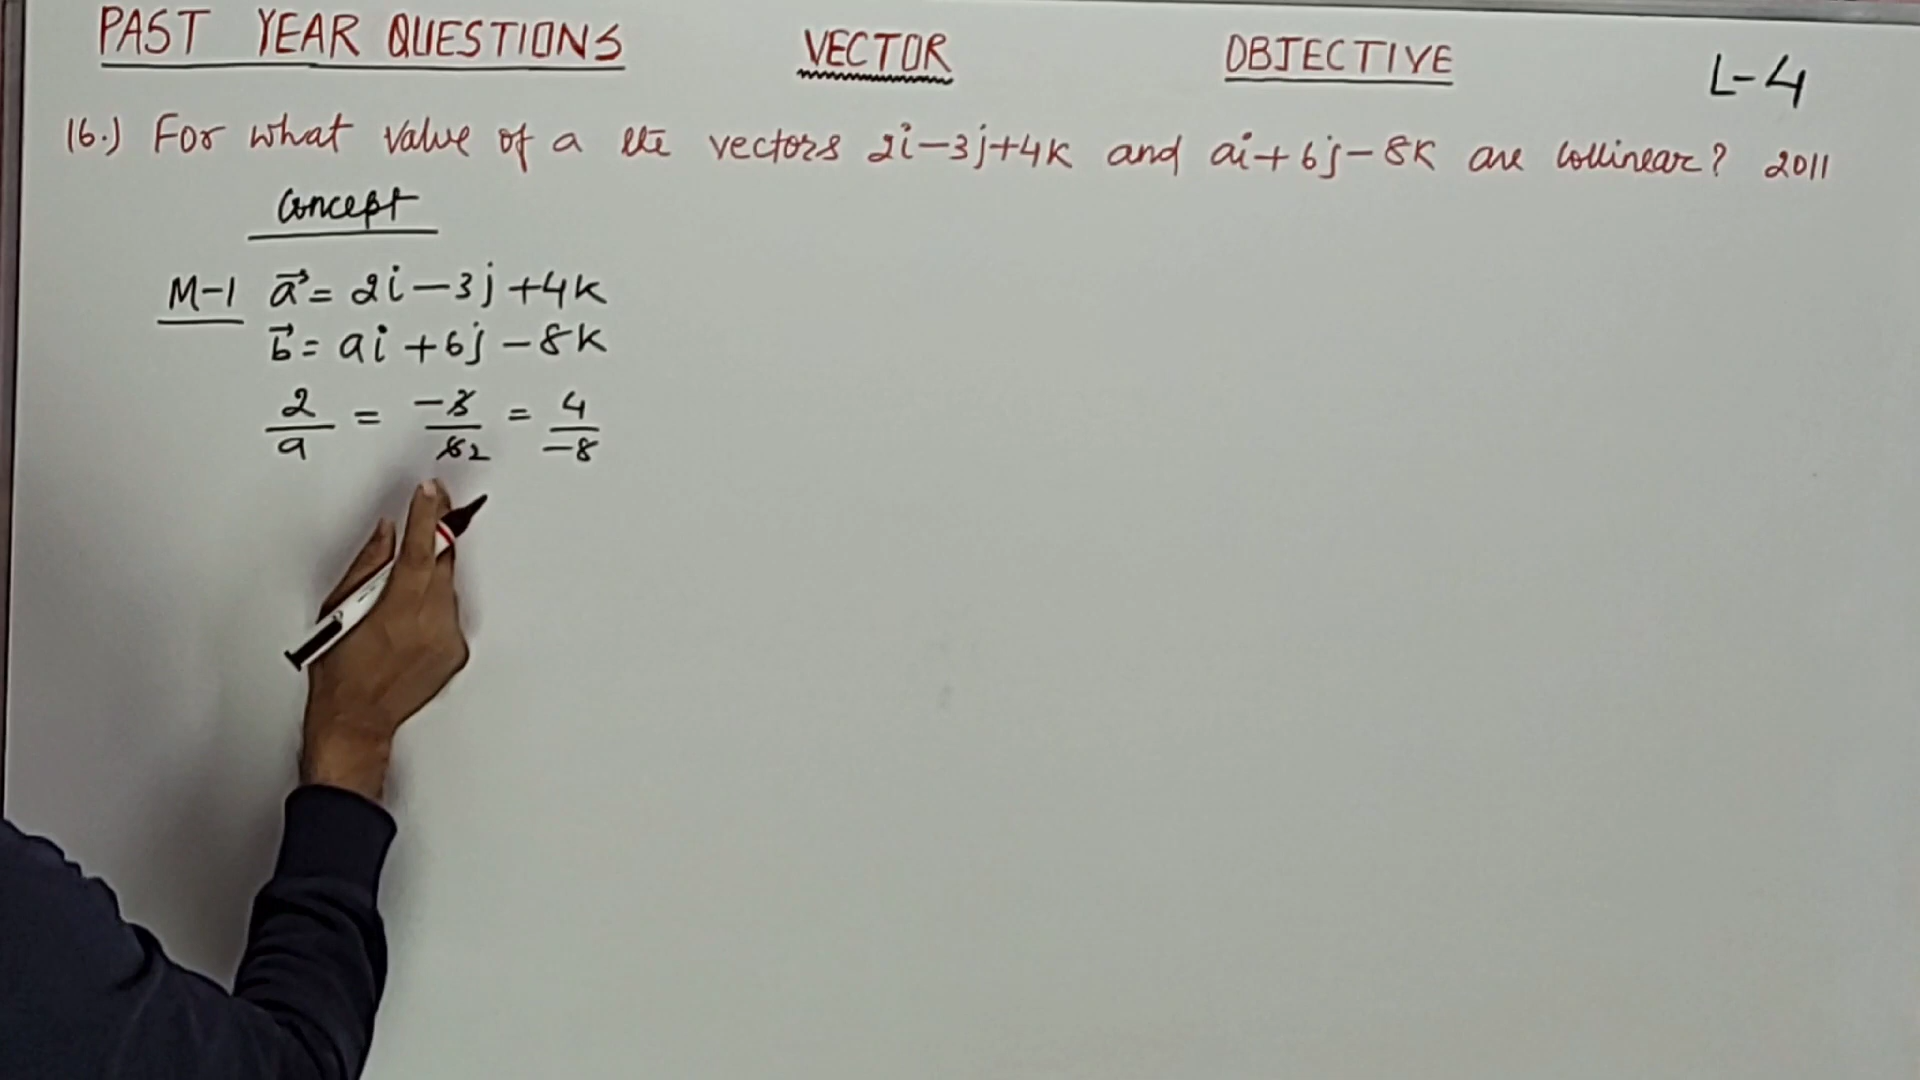 PAST YEAR QUESTIONS VECTOR OBJECTIVE L-4
16.) For what value of a the vectors 2i-3j+4k and ai+6j-8k are collinear? 2011
Concept
M-1 a⃗ = 2i-3j+4k
b⃗ = ai+6j-8k
2/a = -3/62 = 4/-8